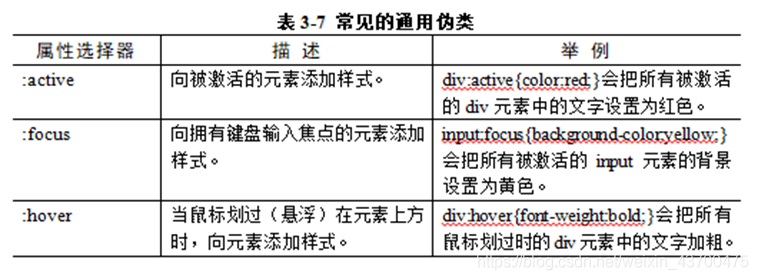 表 3-7 常见的通用伪类
属性选择器 描 述 举 例
:active 向被激活的元素添加样式。 div:active{color:red;}会把所有被激活
的 div 元素中的文字设置为红色。
:focus 向拥有键盘输入焦点的元素添加 input:focus{background-color:yellow;}
样式。 会把所有被激活的 input 元素的背景
设置为黄色。
:hover 当鼠标划过（悬浮）在元素上方 div:hover{font-weight:bold;}会把所有
时，向元素添加样式。 鼠标划过时的 div 元素中的文字加粗。
https://blog.csdn.net/weixin_43700475